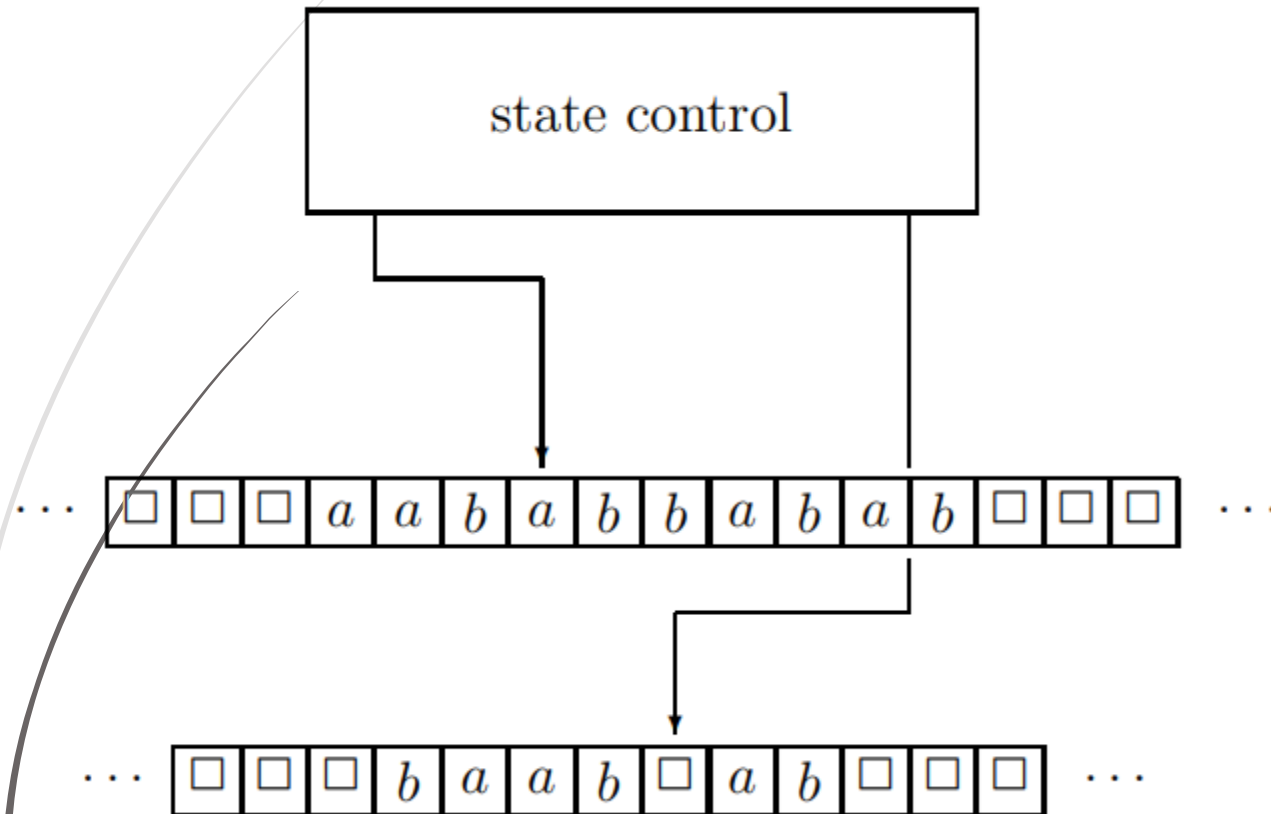 state control
··· □ □ □ a a b a b b a b a b □ □ □ ···
··· □ □ □ b a a b □ a b □ □ □ ···